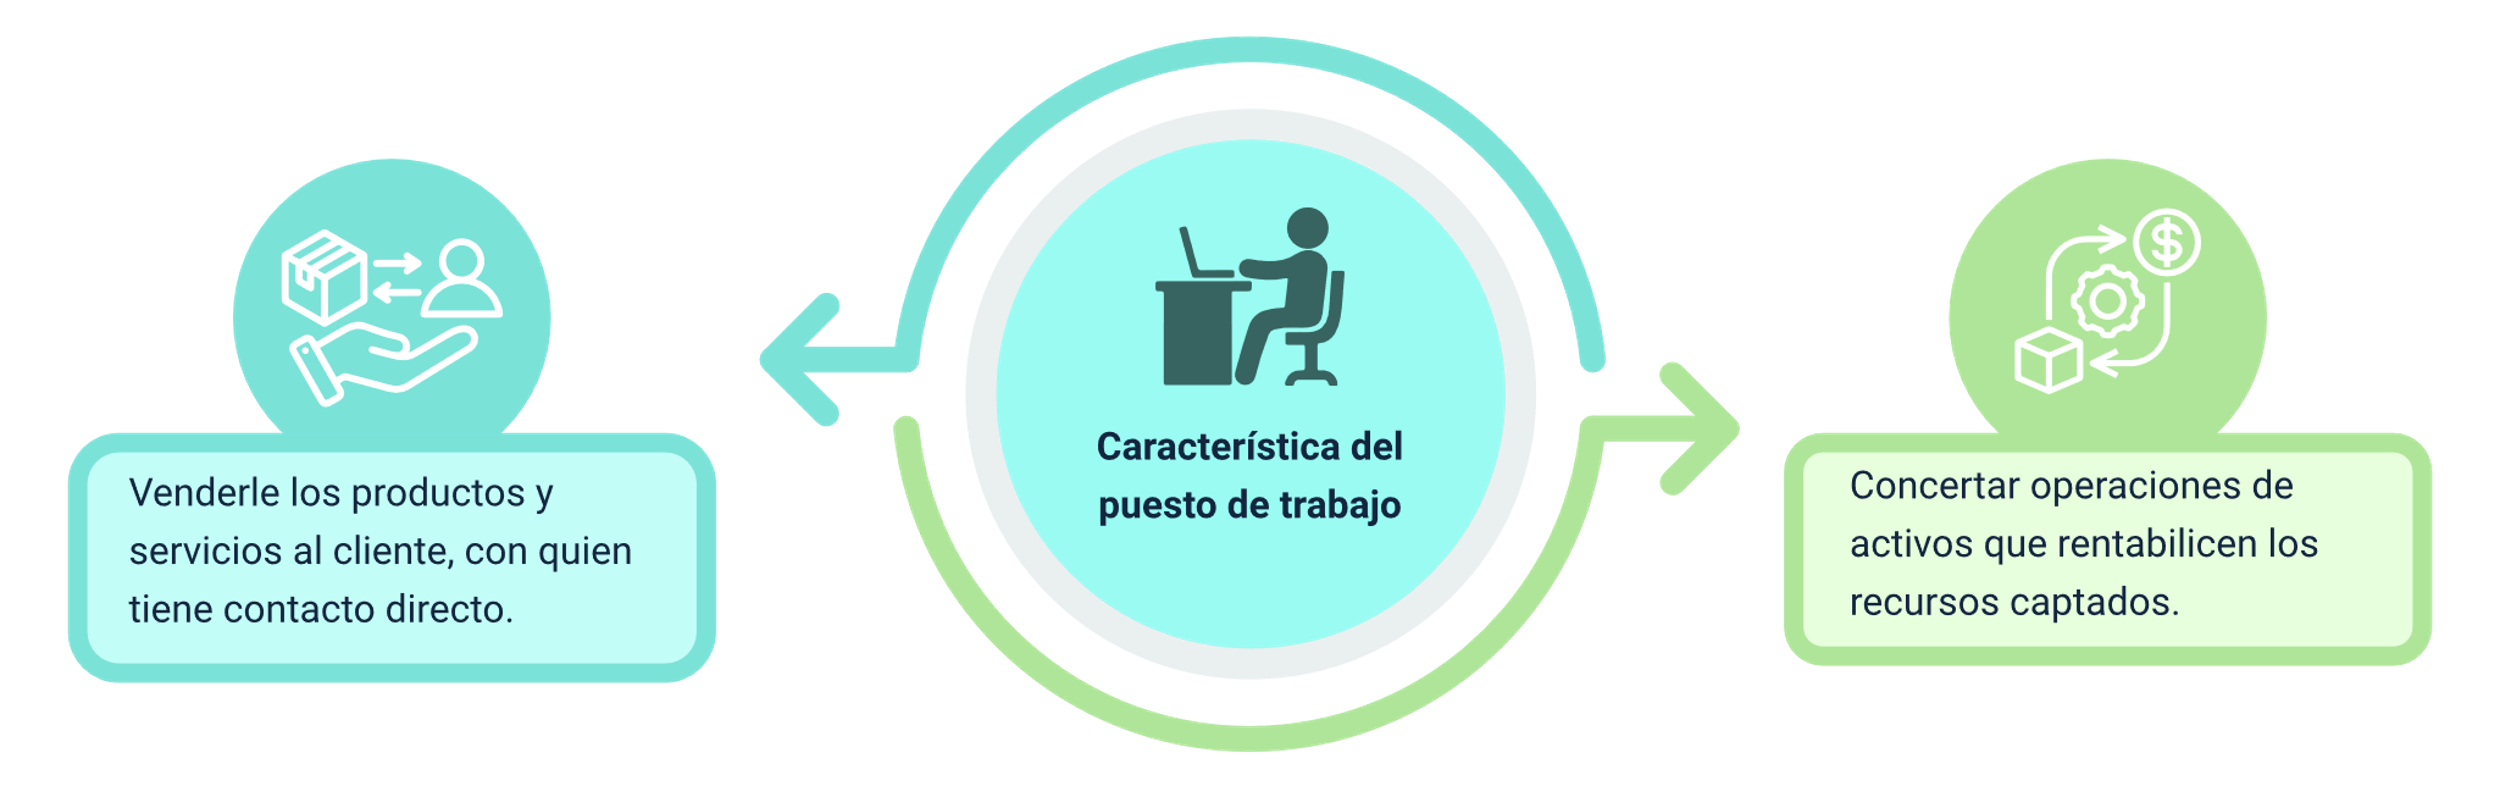 Característica del
puesto de trabajo
Venderle los productos y
servicios al cliente, con quien
tiene contacto directo.
Concertar operaciones de
activos que rentabilicen los
recursos captados.